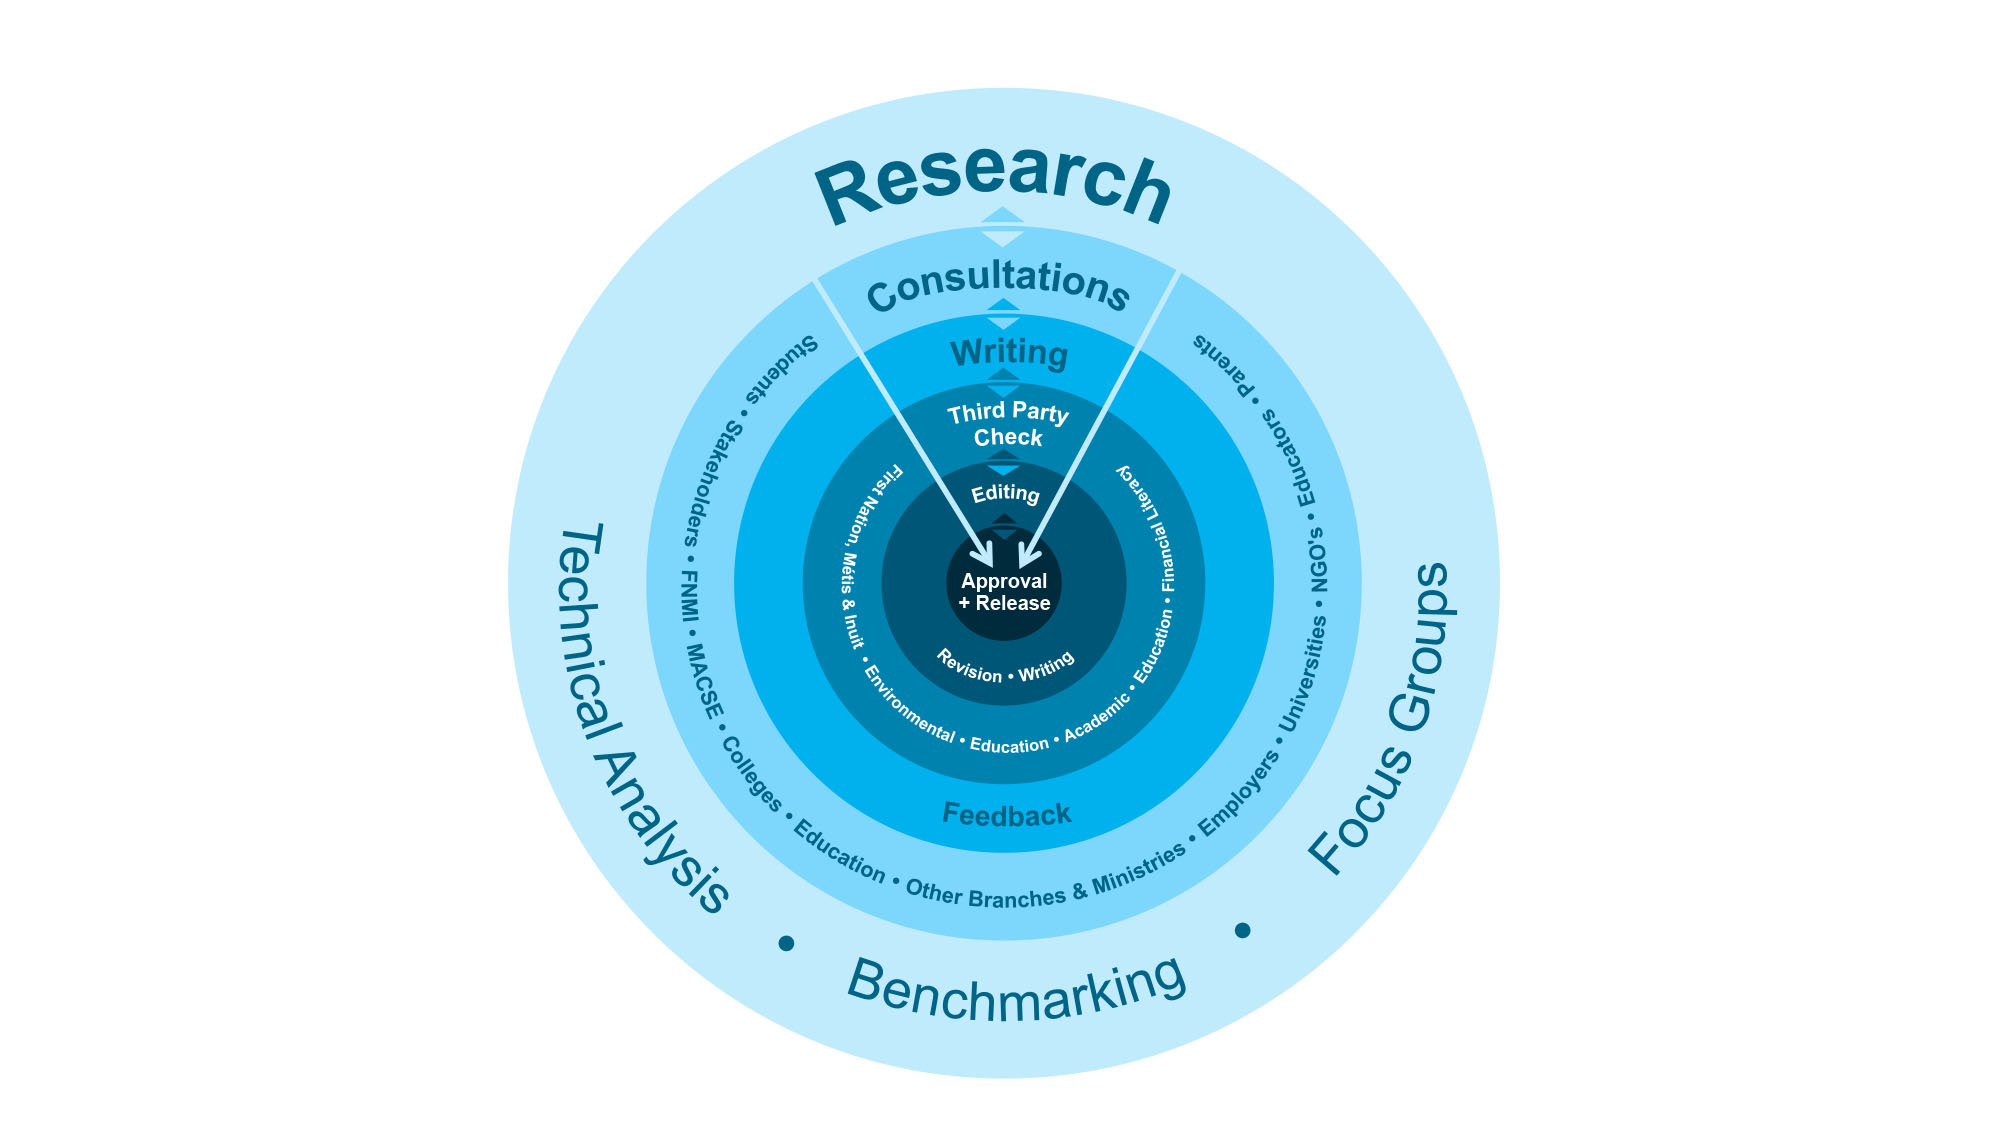 Research
Technical Analysis • Benchmarking • Focus Groups
Consultations
Students • Stakeholders • FNMI • MACSE • Colleges • Education • Other Branches & Ministries • Employers • Universities • NGO's • Educators • Parents
Writing
Feedback
Third Party
Check
First Nation, Métis & Inuit • Environmental • Education • Academic • Education • Financial Literacy
Editing
Revision • Writing
Approval
+ Release